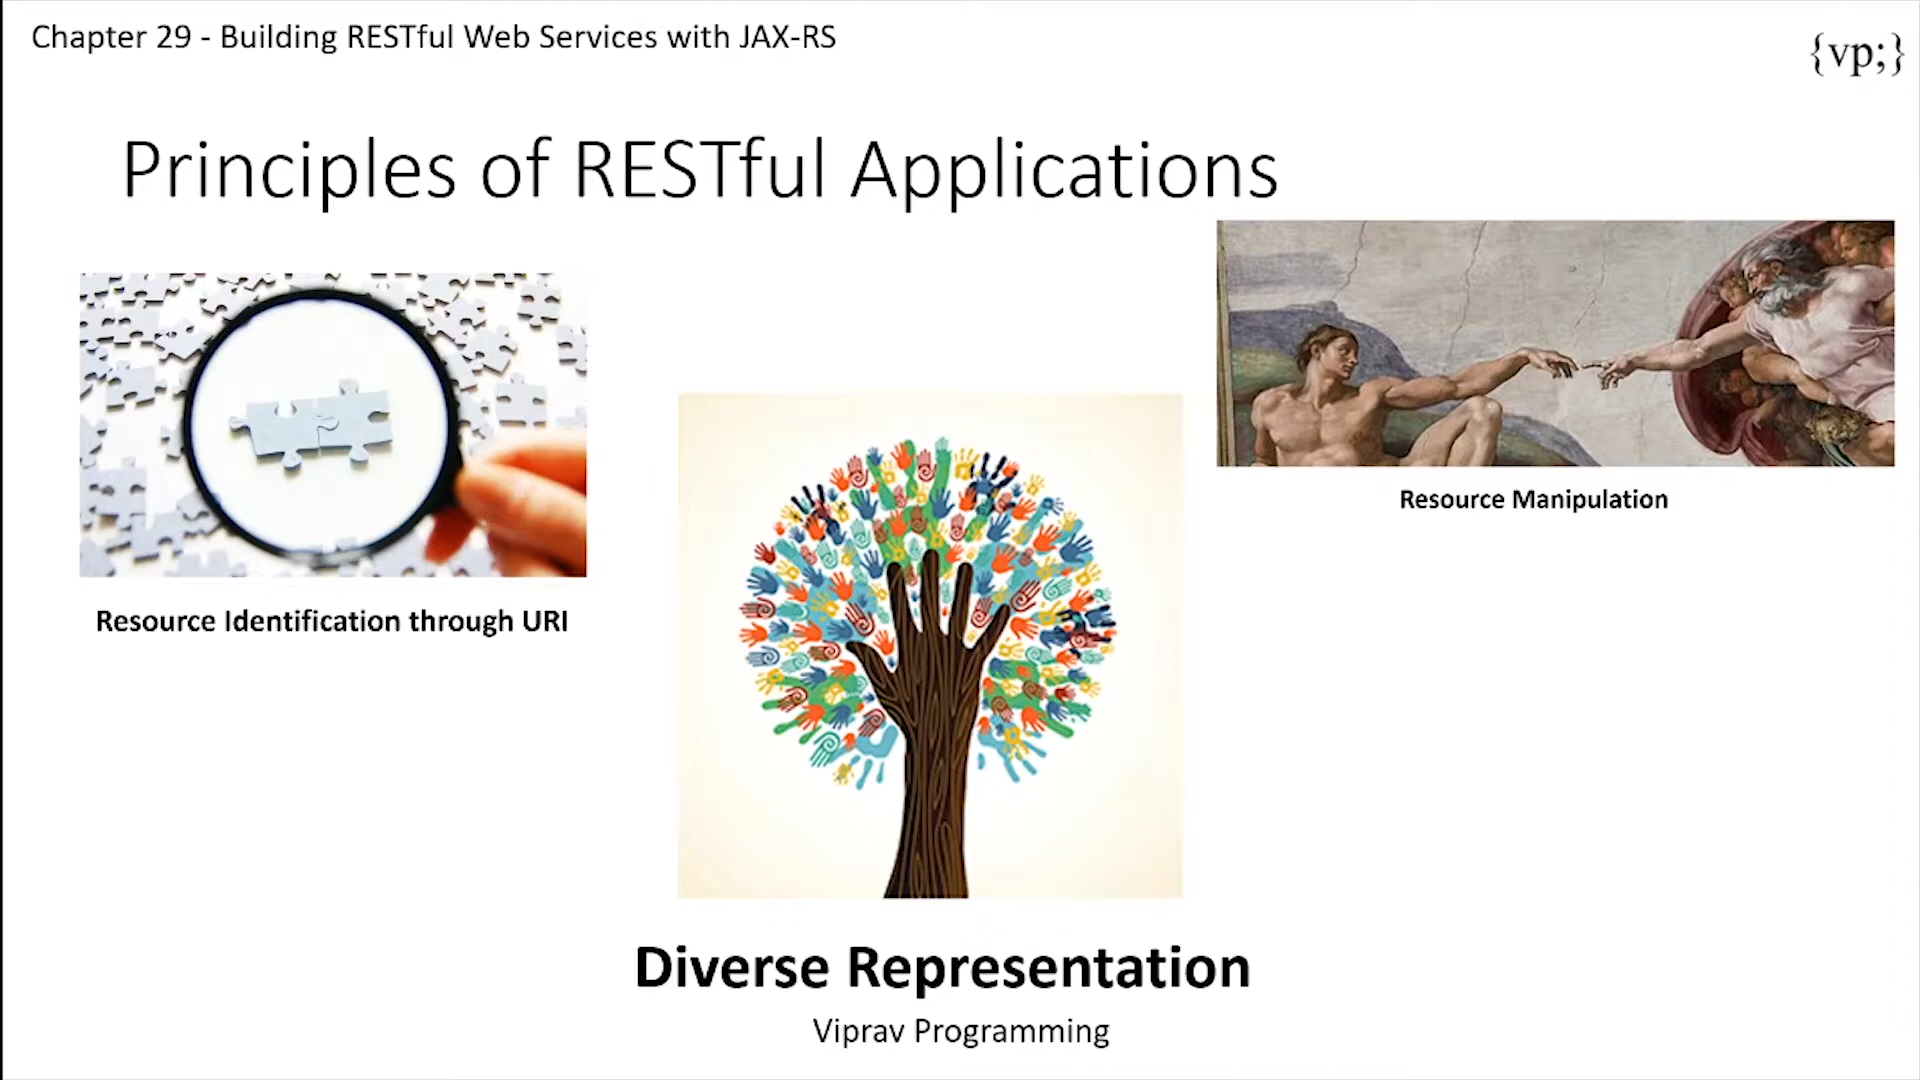 Chapter 29 - Building RESTful Web Services with JAX-RS
{vp;}
Principles of RESTful Applications
Resource Manipulation
Resource Identification through URI
Diverse Representation
Viprav Programming